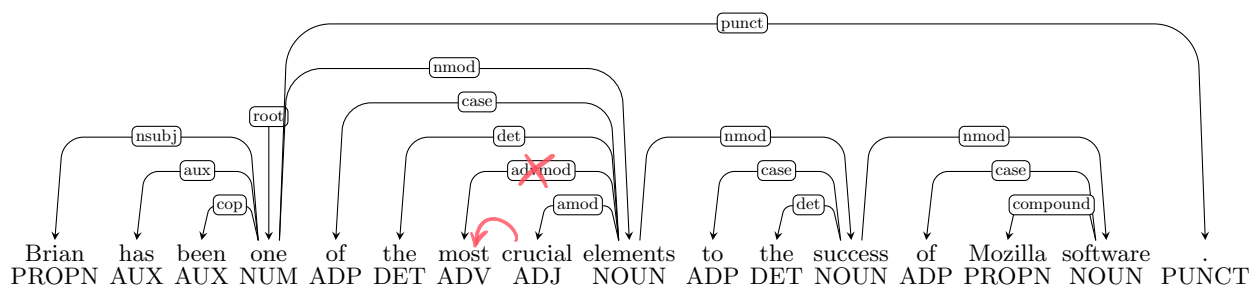 punct
nmod
case
root
nsubj det nmod nmod
aux advmod case case
cop amod det compound
Brian has been one of the most crucial elements to the success of Mozilla software .
PROPN AUX AUX NUM ADP DET ADV ADJ NOUN ADP DET NOUN ADP PROPN NOUN PUNCT